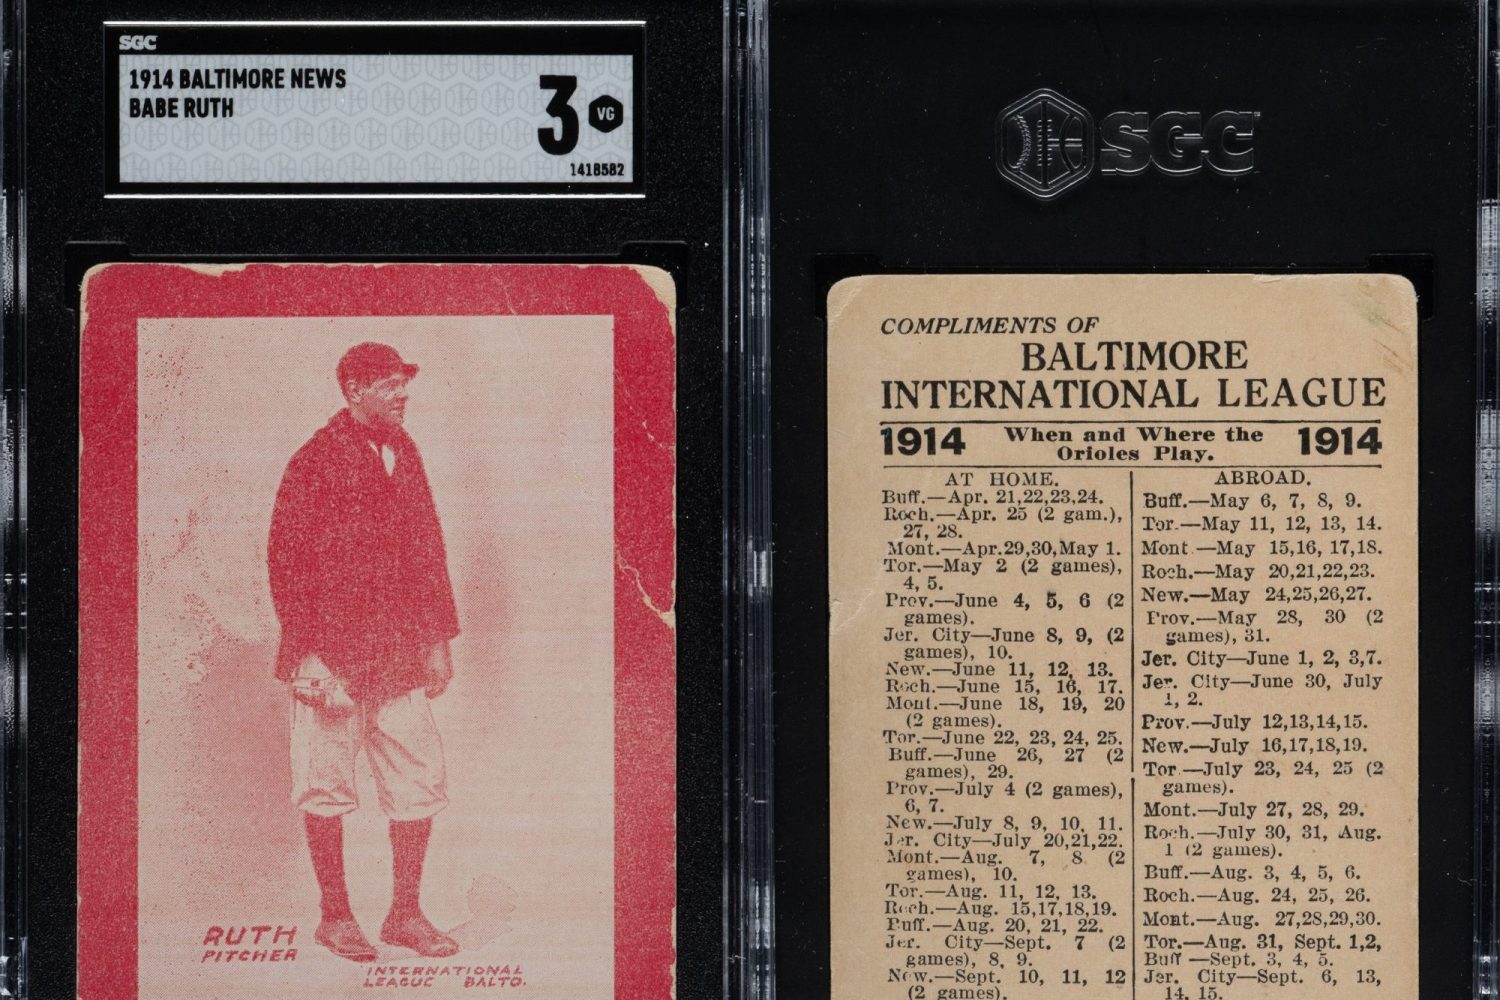 SGC
1914 BALTIMORE NEWS
BABE RUTH
3
VG
1418582
RUTH
PITCHER
INTERNATIONAL
LEAGUE BALTO.
SGC
COMPLIMENTS OF
BALTIMORE
INTERNATIONAL LEAGUE
1914 When and Where the 1914
Orioles Play.
AT HOME.
Buff.—Apr. 21,22,23,24.
Roch.—Apr. 25 (2 gam.),
27, 28.
Mont.—Apr.29,30,May 1.
Tor.—May 2 (2 games),
4, 5.
Prov.—June 4, 5, 6 (2
games).
Jer. City—June 8, 9, (2
games), 10.
New.—June 11, 12, 13.
Roch.—June 15, 16, 17.
Mont.—June 18, 19, 20
(2 games).
Tor.—June 22, 23, 24, 25.
Buff.—June 26, 27 (2
games), 29.
Prov.—July 4 (2 games),
6, 7.
New.—July 8, 9, 10, 11.
Jer. City—July 20,21,22.
Mont.—Aug. 7, 8 (2
games), 10.
Tor.—Aug. 11, 12, 13.
Roch.—Aug. 15,17,18,19.
Buff.—Aug. 20, 21, 22.
Jer. City—Sept. 7 (2
games), 8, 9.
New.—Sept. 10, 11, 12
(2 games).
ABROAD.
Buff.—May 6, 7, 8, 9.
Tor.—May 11, 12, 13, 14.
Mont.—May 15,16, 17,18.
Roch.—May 20,21,22,23.
New.—May 24,25,26,27.
Prov.—May 28, 30 (2
games), 31.
Jer. City—June 1, 2, 3,7.
Jer. City—June 30, July
1, 2.
Prov.—July 12,13,14,15.
New.—July 16,17,18,19.
Tor.—July 23, 24, 25 (2
games).
Mont.—July 27, 28, 29.
Roch.—July 30, 31, Aug.
1 (2 games).
Buff.—Aug. 3, 4, 5, 6.
Roch.—Aug. 24, 25, 26.
Mont.—Aug. 27,28,29,30.
Tor.—Aug. 31, Sept. 1,2,
Buff—Sept. 3, 4, 5.
Jer. City—Sept. 6, 13,
14, 15.